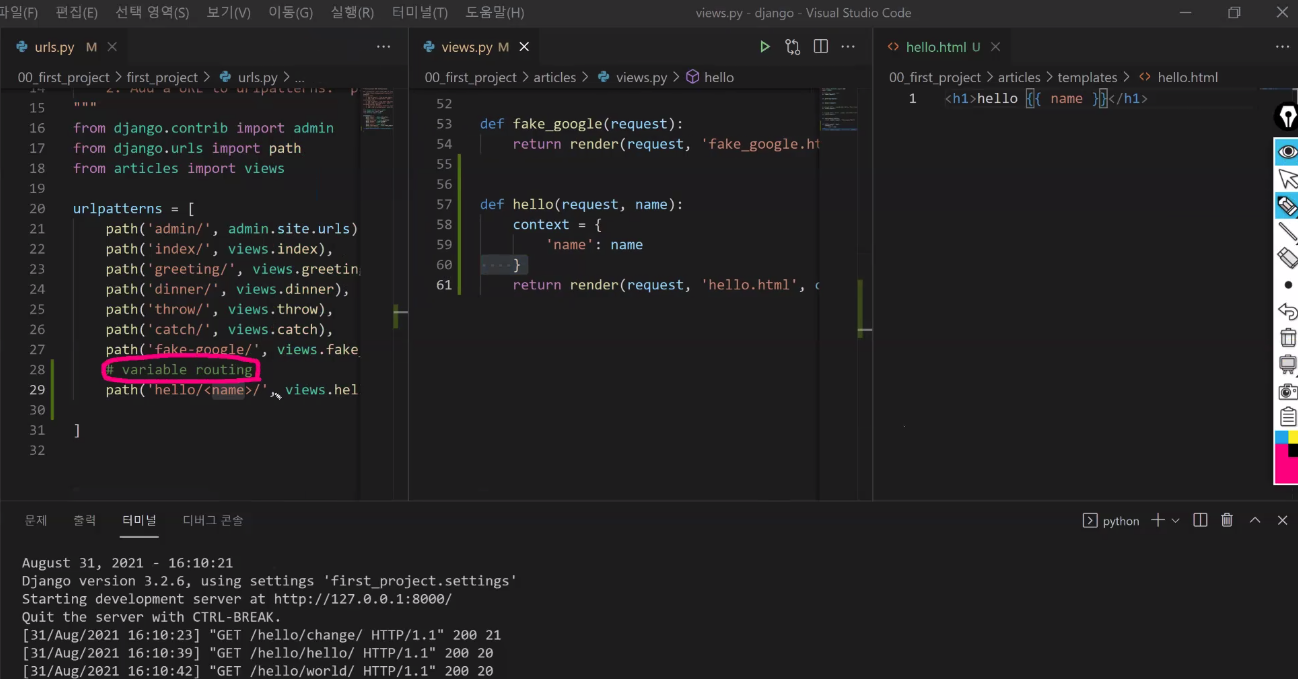 파일(F) 편집(E) 선택 영역(S) 보기(V) 이동(G) 실행(R) 터미널(T) 도움말(H) views.py - django - Visual Studio Code
urls.py M
00_first_project > first_project > urls.py > ...
15 """
16 from django.contrib import admin
17 from django.urls import path
18 from articles import views
19
20 urlpatterns = [
21 path('admin/', admin.site.urls)
22 path('index/', views.index),
23 path('greeting/', views.greetin
24 path('dinner/', views.dinner),
25 path('throw/', views.throw),
26 path('catch/', views.catch),
27 path('fake-google/', views.fake_
28 # variable routing
29 path('hello/<name>/', views.hel
30
31 ]
32
views.py M
00_first_project > articles > views.py > hello
52
53 def fake_google(request):
54 return render(request, 'fake_google.ht
55
56
57 def hello(request, name):
58 context = {
59 'name': name
60 }
61 return render(request, 'hello.html', c
hello.html U
00_first_project > articles > templates > hello.html
1 <h1>hello {{ name }}</h1>
문제 출력 터미널 디버그 콘솔 python
August 31, 2021 - 16:10:21
Django version 3.2.6, using settings 'first_project.settings'
Starting development server at http://127.0.0.1:8000/
Quit the server with CTRL-BREAK.
[31/Aug/2021 16:10:23] "GET /hello/change/ HTTP/1.1" 200 21
[31/Aug/2021 16:10:39] "GET /hello/hello/ HTTP/1.1" 200 20
[31/Aug/2021 16:10:42] "GET /hello/world/ HTTP/1.1" 200 20